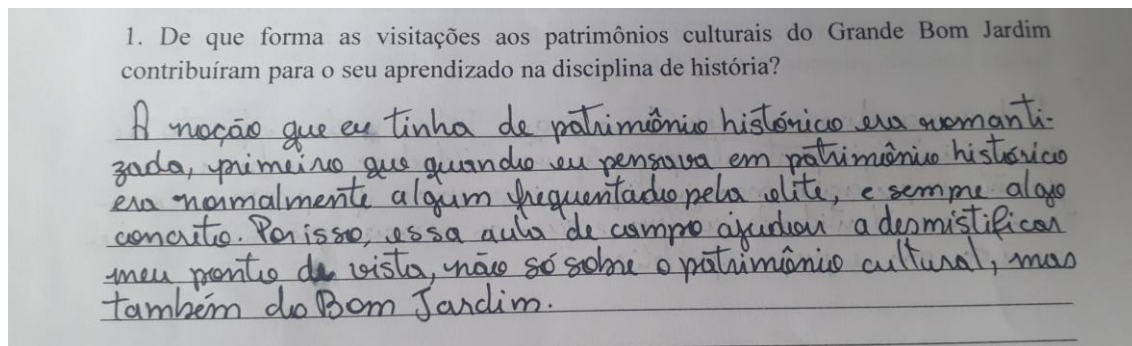 1. De que forma as visitações aos patrimônios culturais do Grande Bom Jardim
contribuíram para o seu aprendizado na disciplina de história?
A noção que eu tinha de patrimônio histórico era romanti-
zada, primeiro que quando eu pensava em patrimônio histórico
era normalmente algum frequentado pela elite, e sempre algo
concreto. Por isso, essa aula de campo ajudou a desmistificar
meu ponto de vista, não só sobre o patrimônio cultural, mas
também do Bom Jardim.